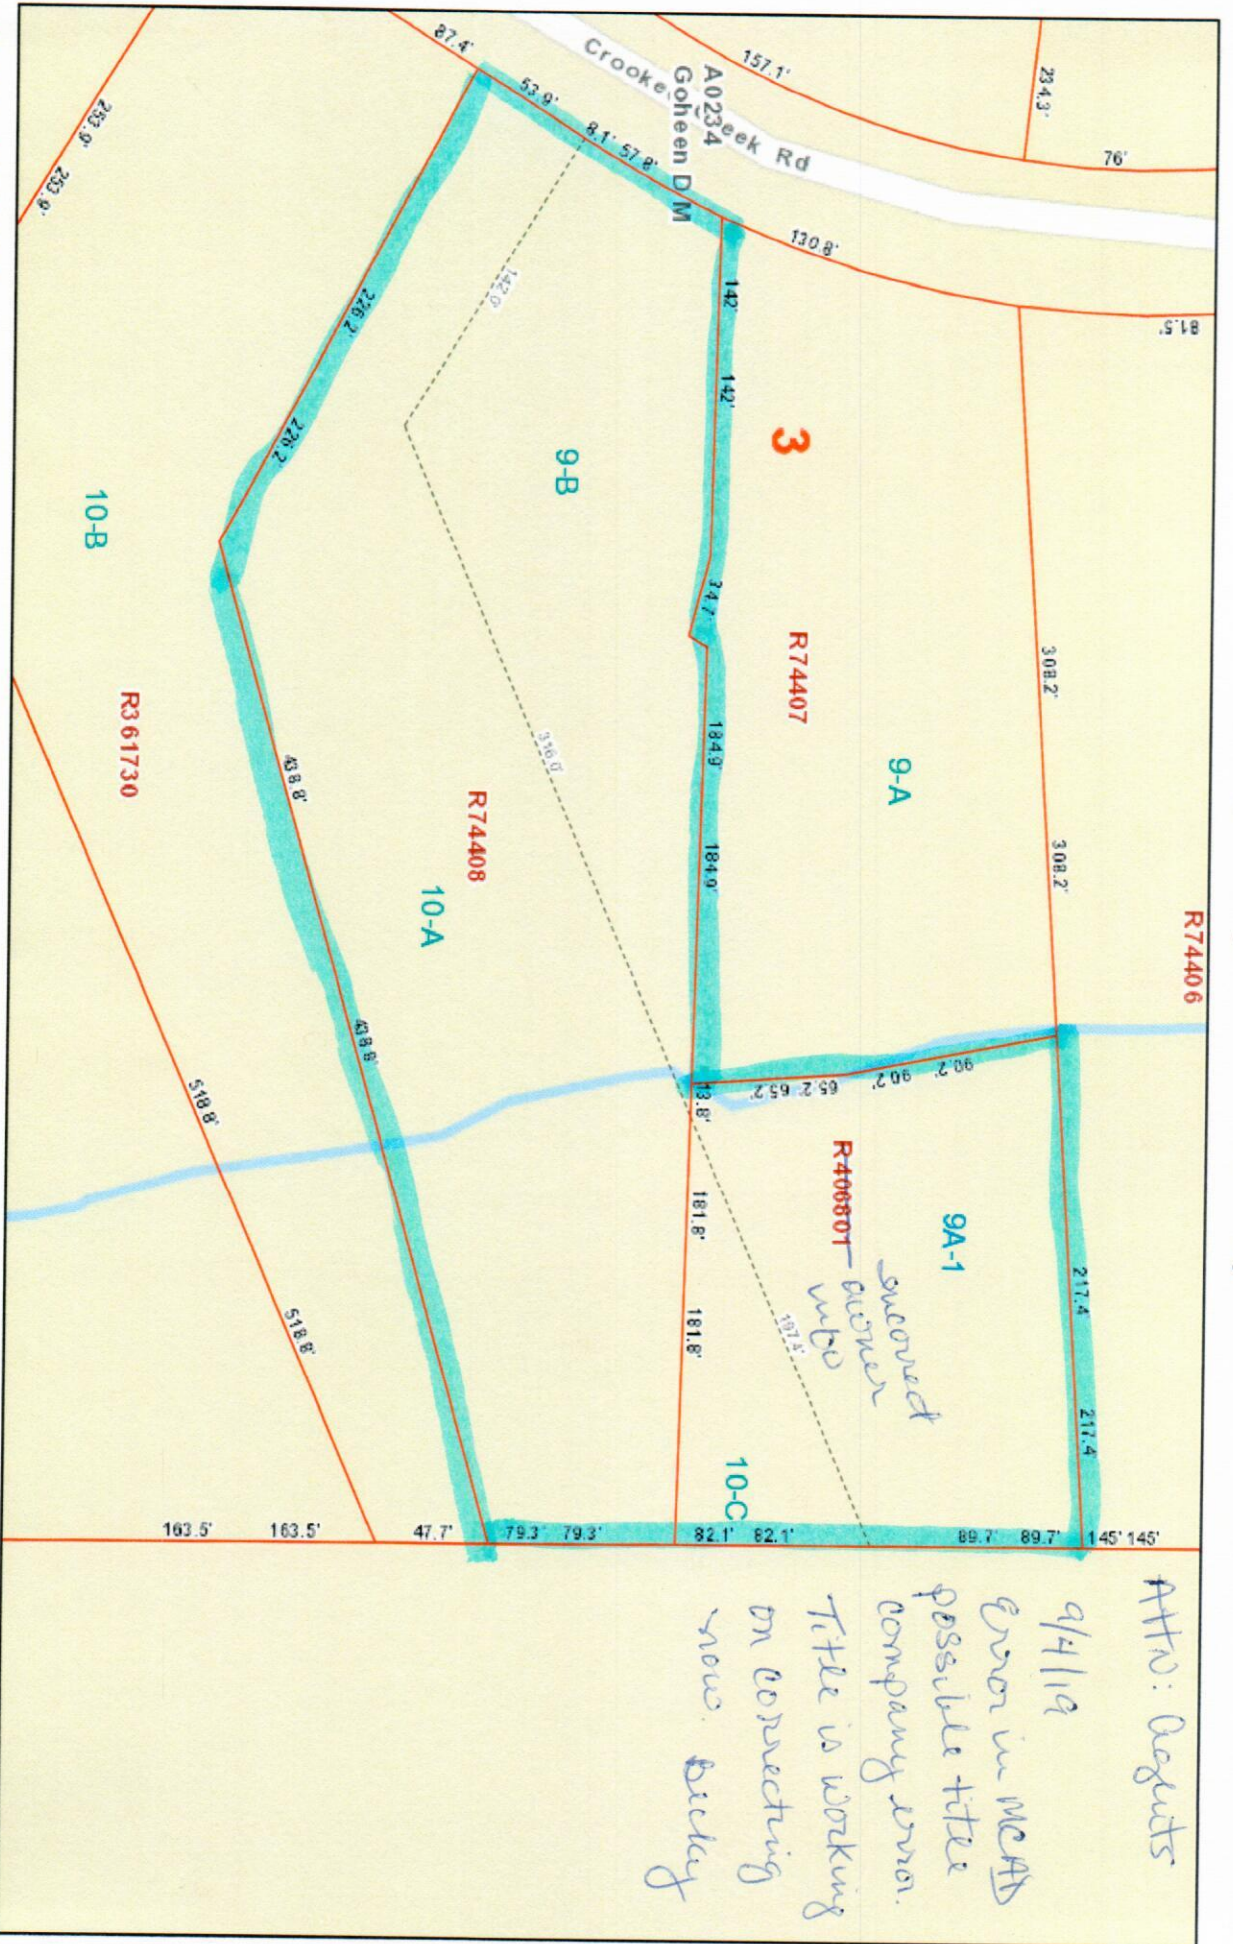 234.3'
76'
157.1'
87.4'
53.9'
8.1' 57.8'
Crooke
eek Rd
A0234
Goheen D M
130.8'
81.5'
253.9'
253.9'
142'
142'
142.0'
3
308.2'
308.2'
226.2'
226.2'
9-B
10-B
34.7'
R74407
9-A
R74406
184.9'
184.9'
316.0'
R74408
10-A
R361730
438.8'
438.8'
518.8'
518.8'
90.2'
90.2'
65.2'
65.2'
13.8'
181.8'
181.8'
R406801
incorrect
owner
info
9A-1
217.4'
217.4'
197.4'
10-C
163.5'
163.5'
47.7'
79.3'
79.3'
82.1'
82.1'
89.7'
89.7'
145' 145'
ATTN: Agents
9/4/19
Error in MCAD
possible title
company error.
Title is working
on correcting
now. Becky